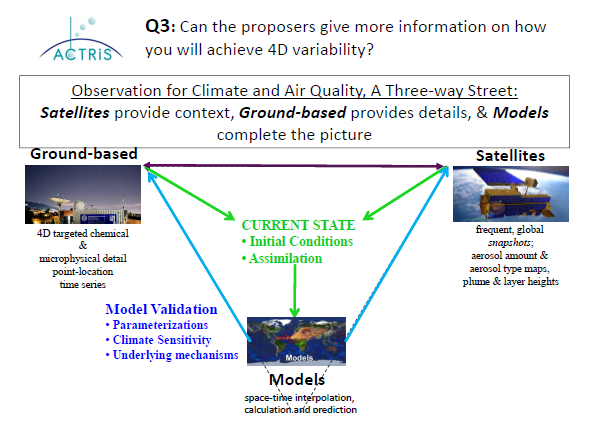 ACTRIS
Q3: Can the proposers give more information on how
you will achieve 4D variability?
Observation for Climate and Air Quality, A Three-way Street:
Satellites provide context, Ground-based provides details, & Models
complete the picture
Ground-based
Satellites
4D targeted chemical
&
microphysical detail
point-location
time series
CURRENT STATE
• Initial Conditions
• Assimilation
frequent, global
snapshots;
aerosol amount &
aerosol type maps,
plume & layer heights
Model Validation
• Parameterizations
• Climate Sensitivity
• Underlying mechanisms
Models
Models
space-time interpolation,
calculation and prediction